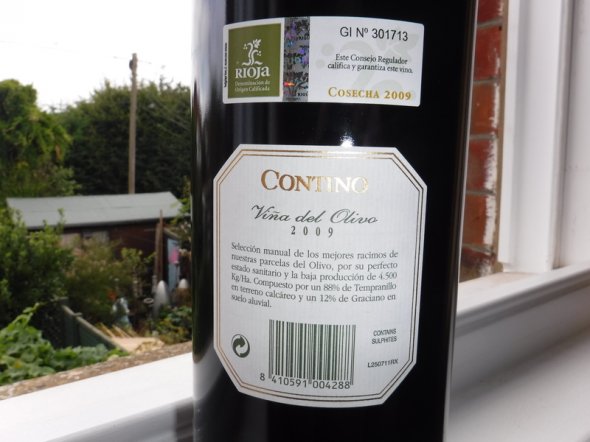 GI Nº 301713
RIOJA
Denominación de
Origen Calificada
Este Consejo Regulador
califica y garantiza este vino.
COSECHA 2009
CONTINO
Viña del Olivo
2009
Selección manual de los mejores racimos de
nuestras parcelas del Olivo, por su perfecto
estado sanitario y la baja producción de 4.500
Kg/Ha. Compuesto por un 88% de Tempranillo
en terreno calcáreo y un 12% de Graciano en
suelo aluvial.
CONTAINS
SULPHITES
L250711RK
8 410591 004288